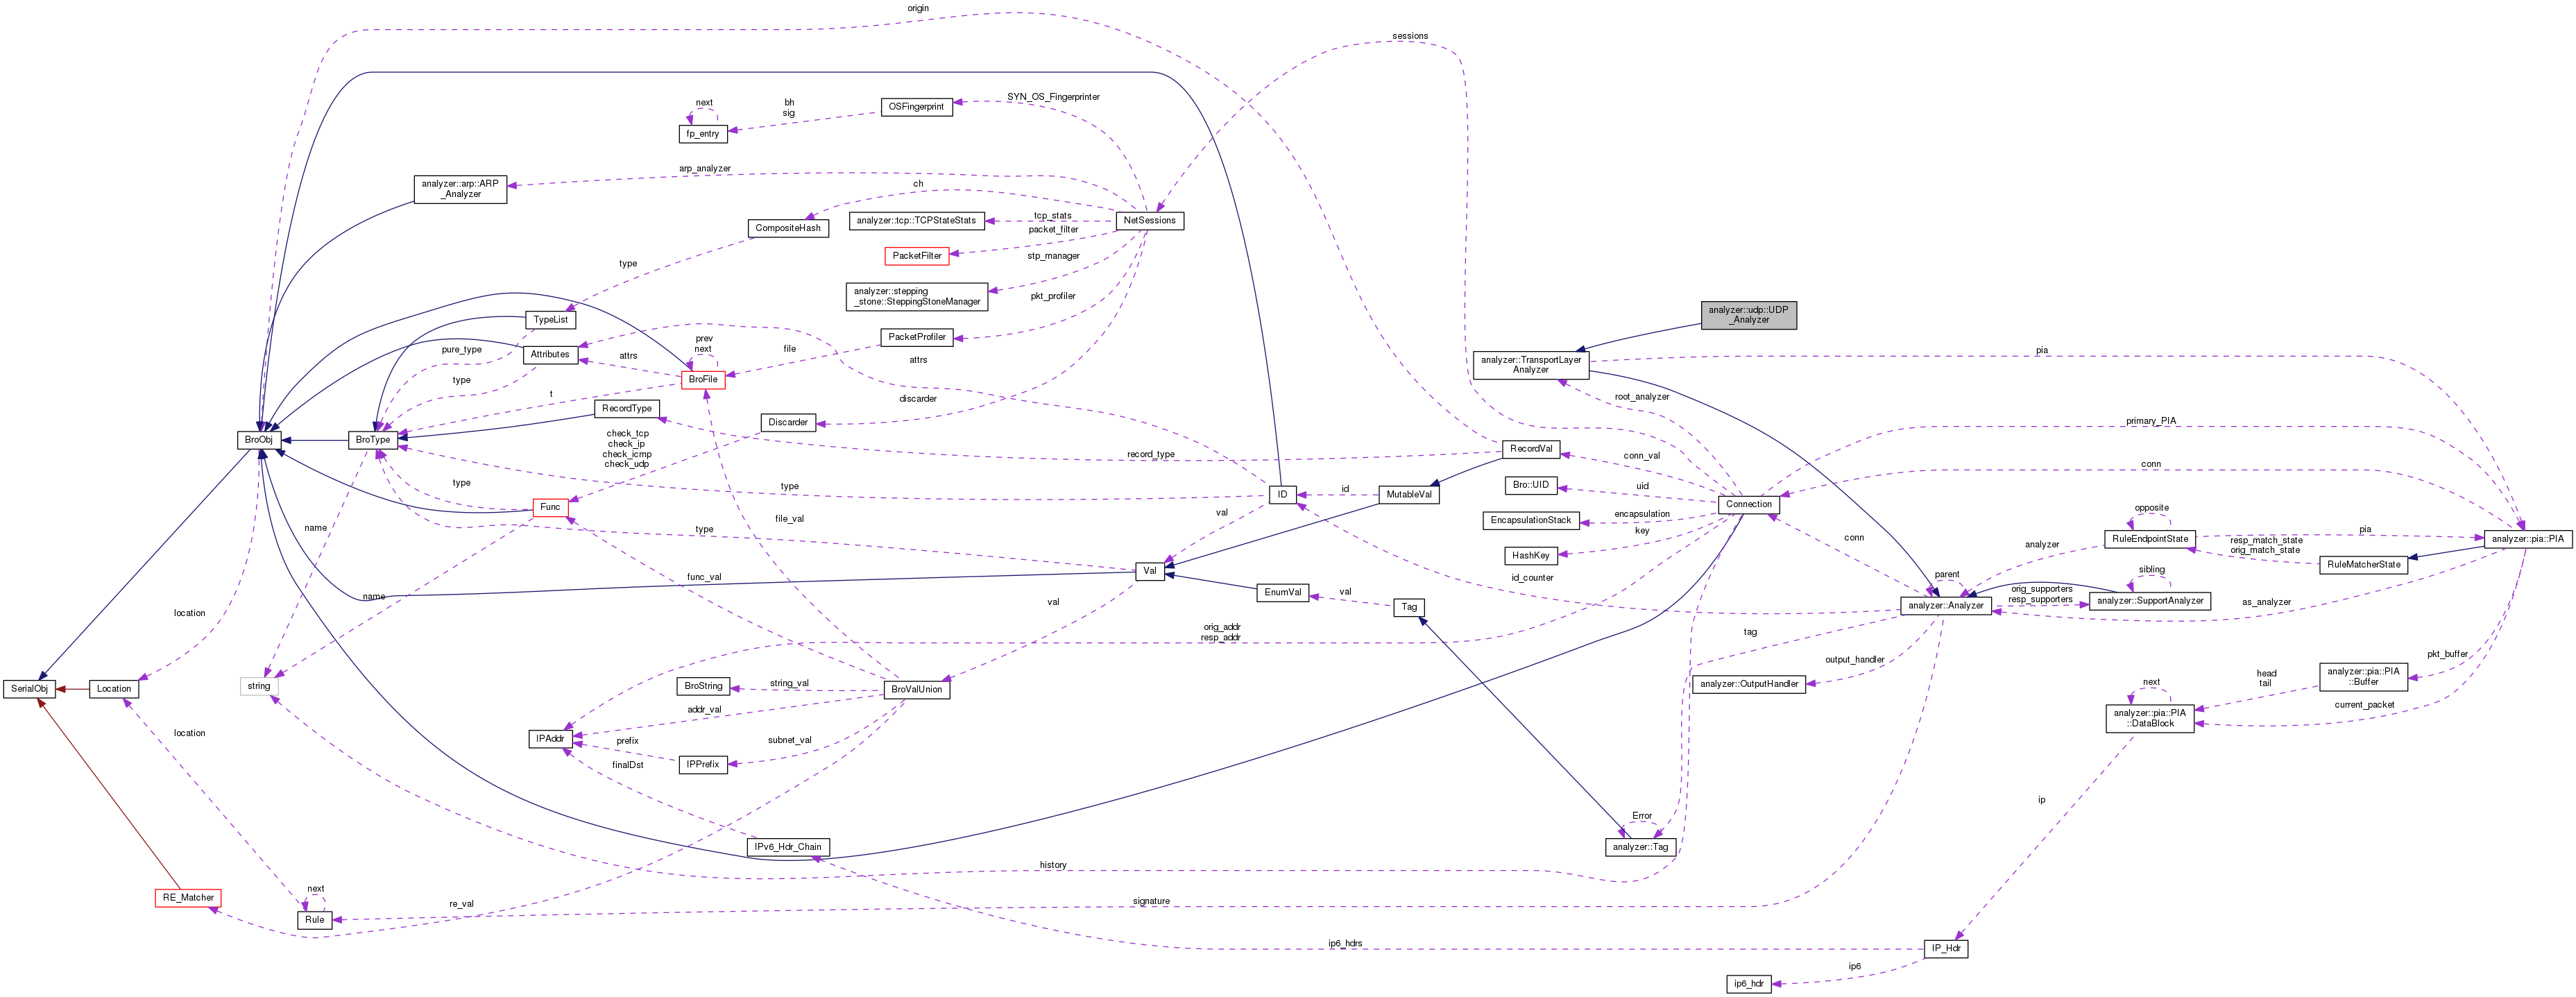 origin
sessions
SYN_OS_Fingerprinter
bh
sig
next
OSFingerprint
fp_entry
arp_analyzer
analyzer::arp::ARP
_Analyzer
ch
tcp_stats
packet_filter
analyzer::tcp::TCPStateStats
NetSessions
CompositeHash
PacketFilter
stp_manager
type
analyzer::stepping
_stone::SteppingStoneManager
pkt_profiler
analyzer::udp::UDP
_Analyzer
TypeList
PacketProfiler
prev
next
file
pure_type
Attributes
attrs
attrs
analyzer::TransportLayer
Analyzer
pia
type
BroFile
t
discarder
root_analyzer
RecordType
Discarder
primary_PIA
check_tcp
check_ip
check_icmp
check_udp
BroObj
BroType
record_type
RecordVal
conn_val
conn
type
type
id
uid
Bro::UID
ID
MutableVal
Connection
Func
encapsulation
EncapsulationStack
opposite
val
file_val
name
type
key
pia
RuleEndpointState
analyzer::pia::PIA
conn
analyzer
resp_match_state
orig_match_state
HashKey
RuleMatcherState
Val
func_val
id_counter
parent
sibling
EnumVal
val
orig_supporters
resp_supporters
analyzer::SupportAnalyzer
as_analyzer
name
val
Tag
analyzer::Analyzer
location
orig_addr
resp_addr
tag
output_handler
pkt_buffer
string
string_val
BroString
BroValUnion
analyzer::OutputHandler
head
tail
analyzer::pia::PIA
::Buffer
SerialObj
Location
next
addr_val
current_packet
analyzer::pia::PIA
::DataBlock
location
IPAddr
prefix
subnet_val
finalDst
IPPrefix
ip
Error
IPv6_Hdr_Chain
analyzer::Tag
history
RE_Matcher
next
re_val
signature
Rule
ip6_hdrs
IP_Hdr
ip6
ip6_hdr